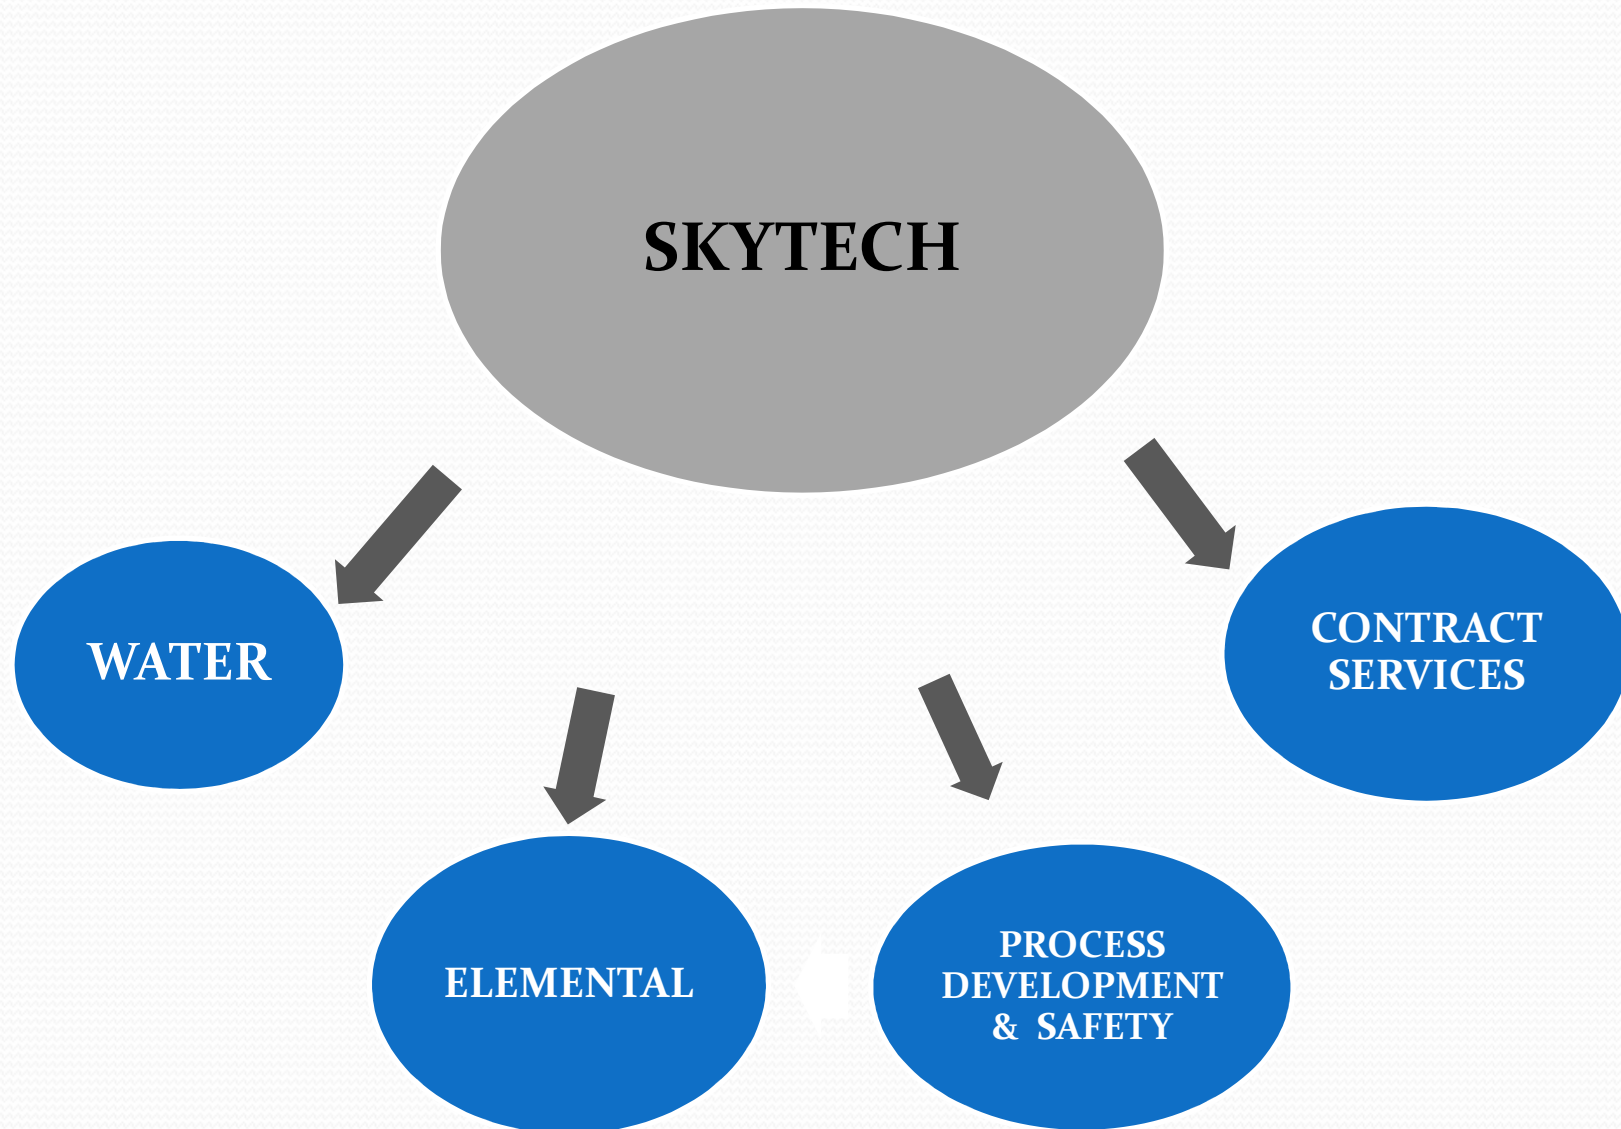 SKYTECH
WATER
CONTRACT
SERVICES
ELEMENTAL
PROCESS
DEVELOPMENT
& SAFETY